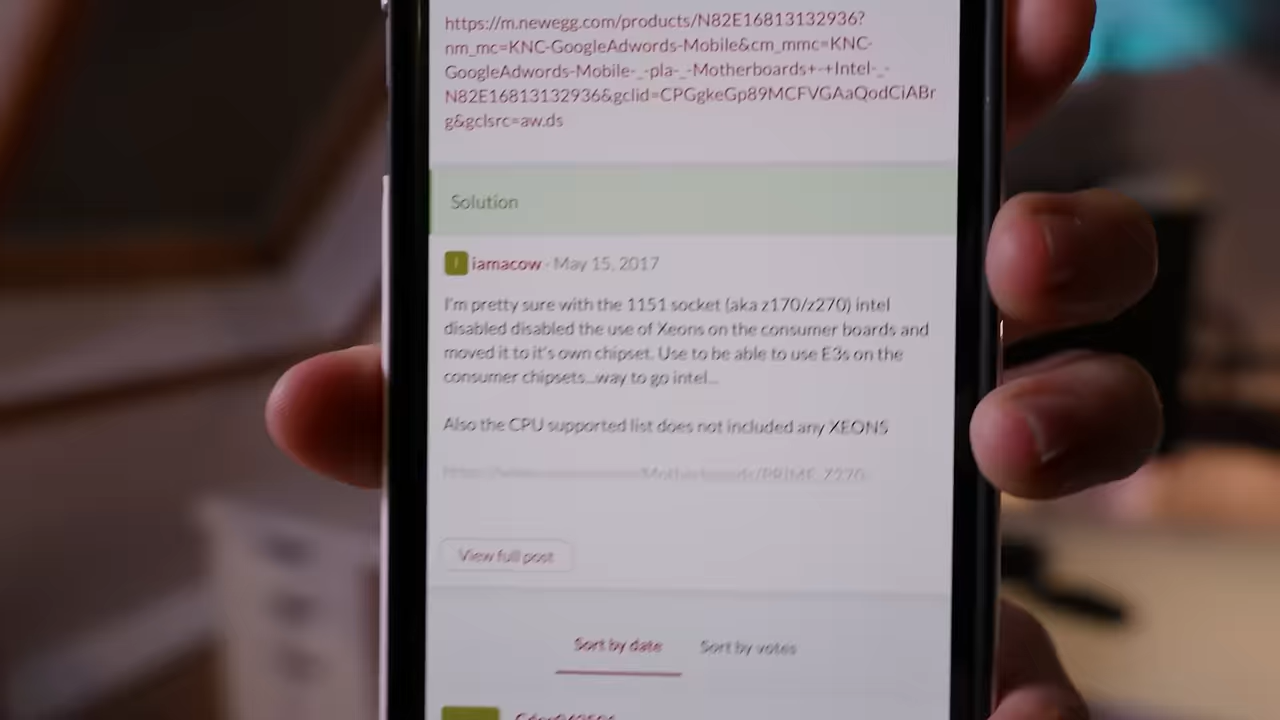 https://m.newegg.com/products/N82E16813132936?
nm_mc=KNC-GoogleAdwords-Mobile&cm_mmc=KNC-
GoogleAdwords-Mobile-_-pla-_-Motherboards+-+Intel-_-
N82E16813132936&gclid=CPGgkeGp89MCFVGAaQodCiABr
g&gclsrc=aw.ds
Solution
iamacow · May 15, 2017
I'm pretty sure with the 1151 socket (aka z170/z270) intel
disabled disabled the use of Xeons on the consumer boards and
moved it to it's own chipset. Use to be able to use E3s on the
consumer chipsets...way to go intel...
Also the CPU supported list does not included any XEONS
View full post
Sort by date
Sort by votes